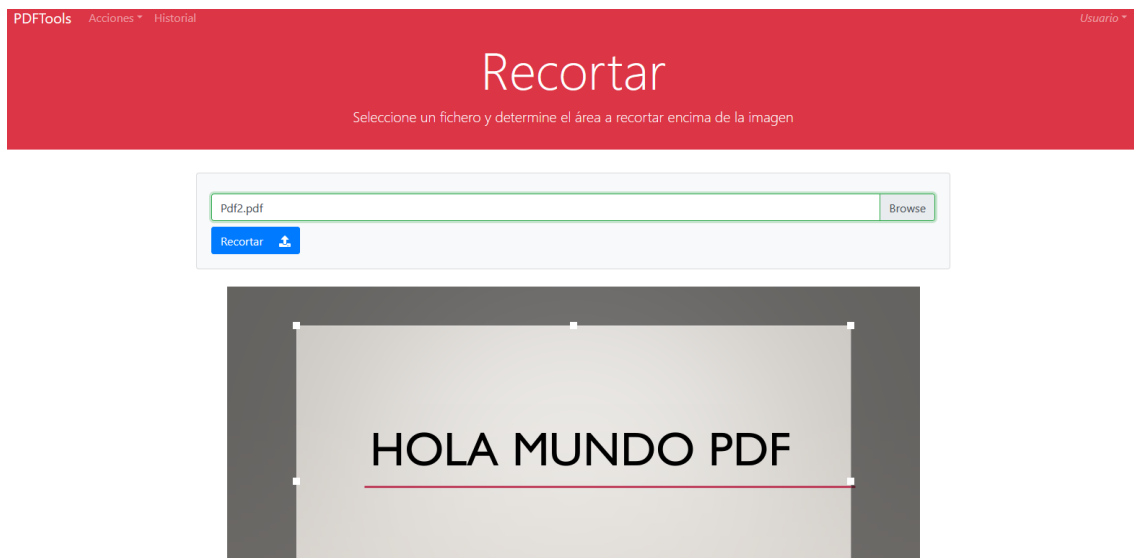 PDFTools Acciones Historial Usuario
Recortar
Seleccione un fichero y determine el área a recortar encima de la imagen
Pdf2.pdf Browse
Recortar
HOLA MUNDO PDF